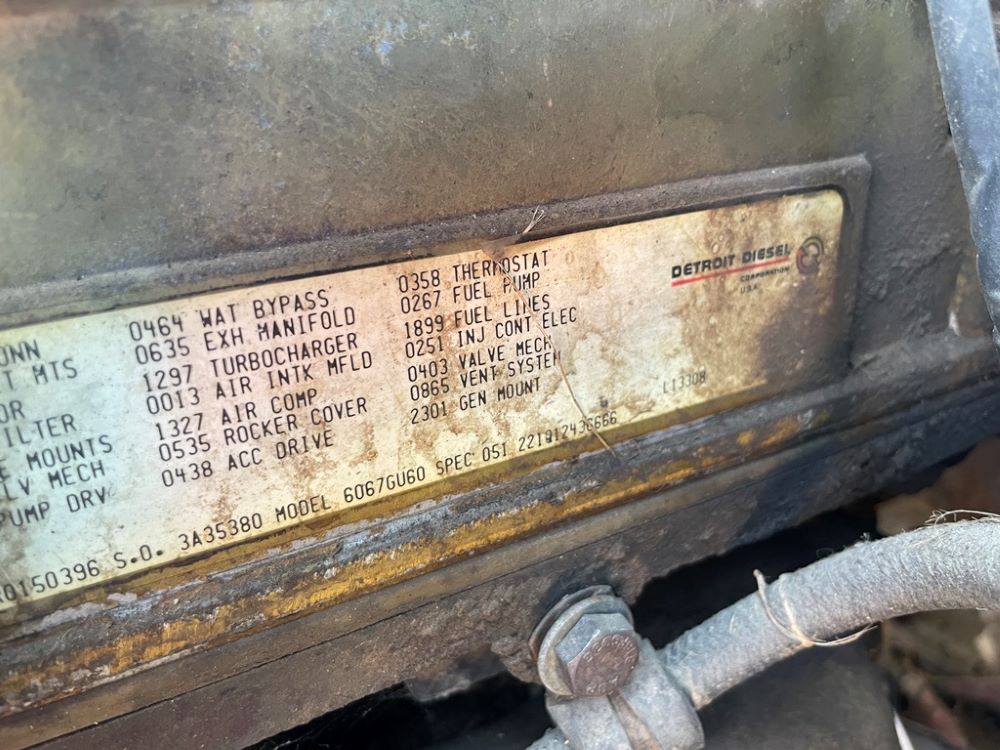 UNN 0464 WAT BYPASS 0358 THERMOSTAT
T MTS 0635 EXH MANIFOLD 0267 FUEL PUMP
OR 1297 TURBOCHARGER 1899 FUEL LINES
ILTER 0013 AIR INTK MFLD 0251 INJ CONT ELEC
E MOUNTS 1327 AIR COMP 0403 VALVE MECH
LV MECH 0535 ROCKER COVER 0865 VENT SYSTEM
PUMP DRV 0438 ACC DRIVE 2301 GEN MOUNT
DETROIT DIESEL
CORPORATION
U.S.A.
L13308
R0150396 S.O. 3A35380 MODEL 6067GU60 SPEC 051 221Q12436666